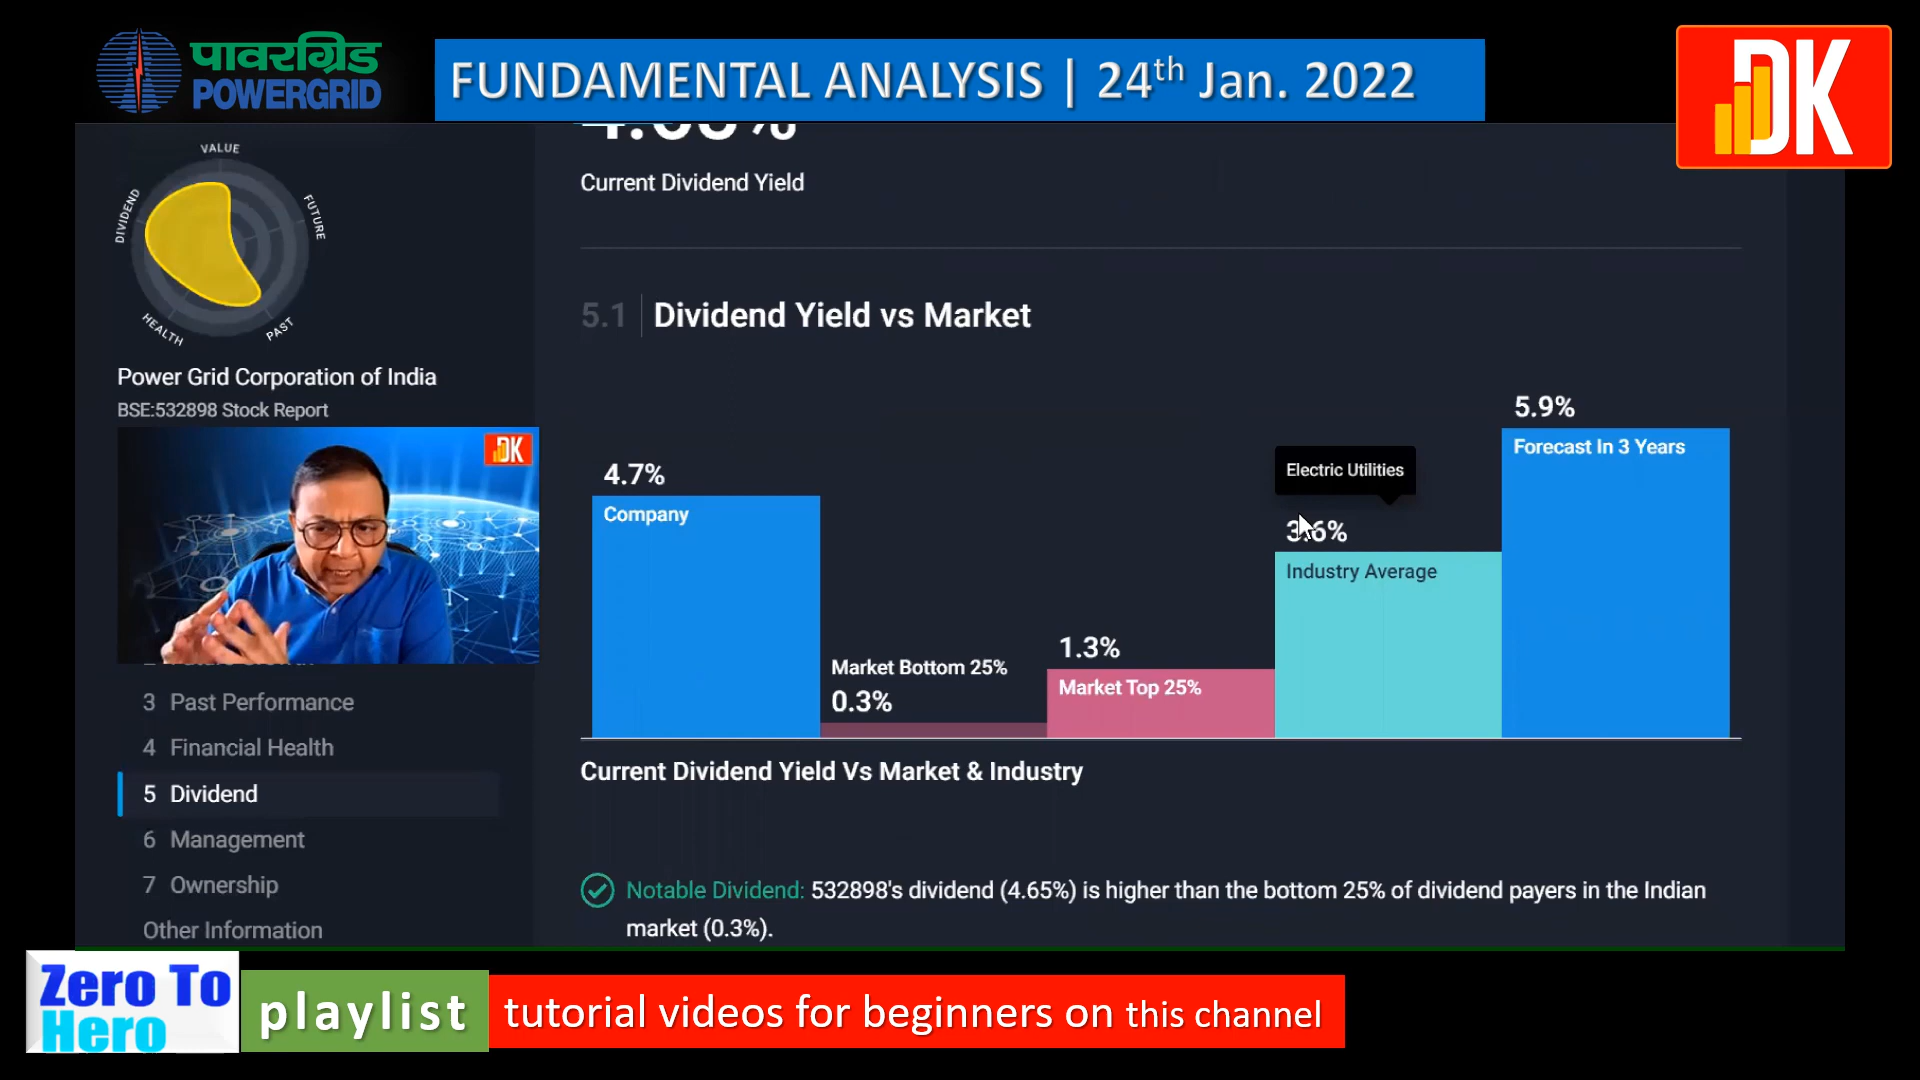 पावरग्रिड
POWERGRID
FUNDAMENTAL ANALYSIS | 24th Jan. 2022
DK
VALUE
FUTURE
PAST
HEALTH
DIVIDEND
Power Grid Corporation of India
BSE:532898 Stock Report
DK
3 Past Performance
4 Financial Health
5 Dividend
6 Management
7 Ownership
Other Information
Current Dividend Yield
5.1 Dividend Yield vs Market
4.7%
Company
Market Bottom 25%
0.3%
1.3%
Market Top 25%
Electric Utilities
3.6%
Industry Average
5.9%
Forecast In 3 Years
Current Dividend Yield Vs Market & Industry
Notable Dividend: 532898's dividend (4.65%) is higher than the bottom 25% of dividend payers in the Indian
market (0.3%).
Zero To
Hero
playlist
tutorial videos for beginners on this channel